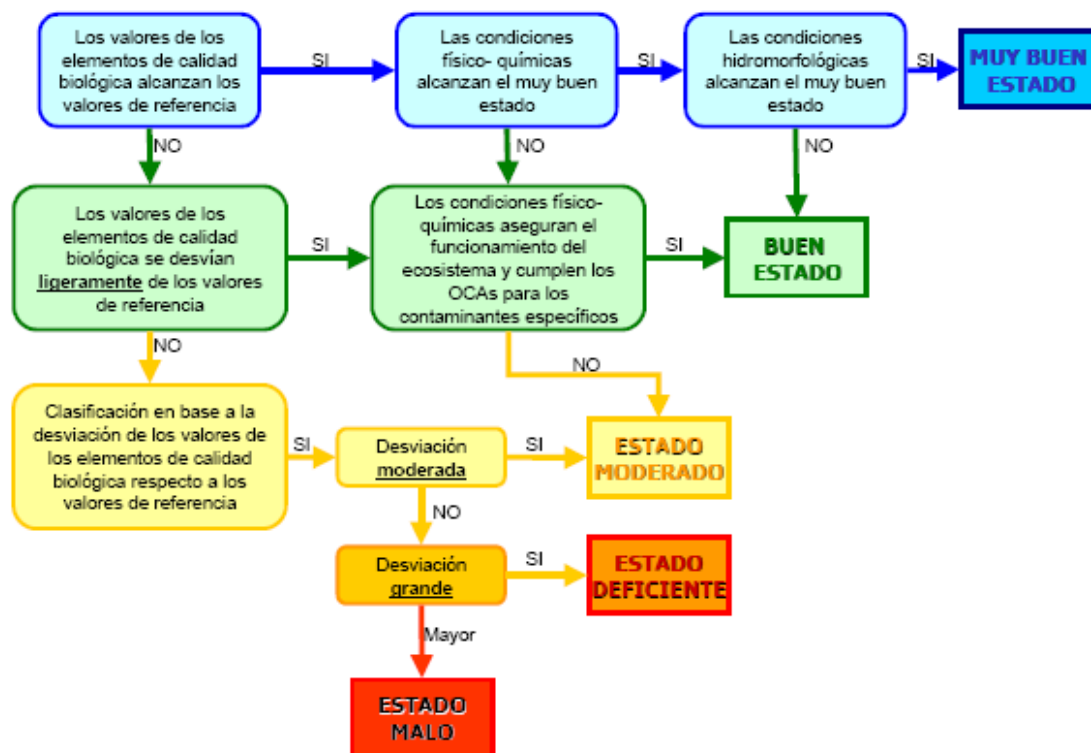 Los valores de los
elementos de calidad
biológica alcanzan los
valores de referencia
SI
Las condiciones
físico- químicas
alcanzan el muy buen
estado
SI
Las condiciones
hidromorfológicas
alcanzan el muy buen
estado
SI
MUY BUEN
ESTADO
NO
NO
NO
Los valores de los
elementos de calidad
biológica se desvían
ligeramente de los valores
de referencia
SI
Los condiciones físico-
químicas aseguran el
funcionamiento del
ecosistema y cumplen los
OCAs para los
contaminantes específicos
SI
BUEN
ESTADO
NO
NO
Clasificación en base a la
desviación de los valores de
los elementos de calidad
biológica respecto a los
valores de referencia
SI
Desviación
moderada
SI
ESTADO
MODERADO
NO
Desviación
grande
SI
ESTADO
DEFICIENTE
Mayor
ESTADO
MALO